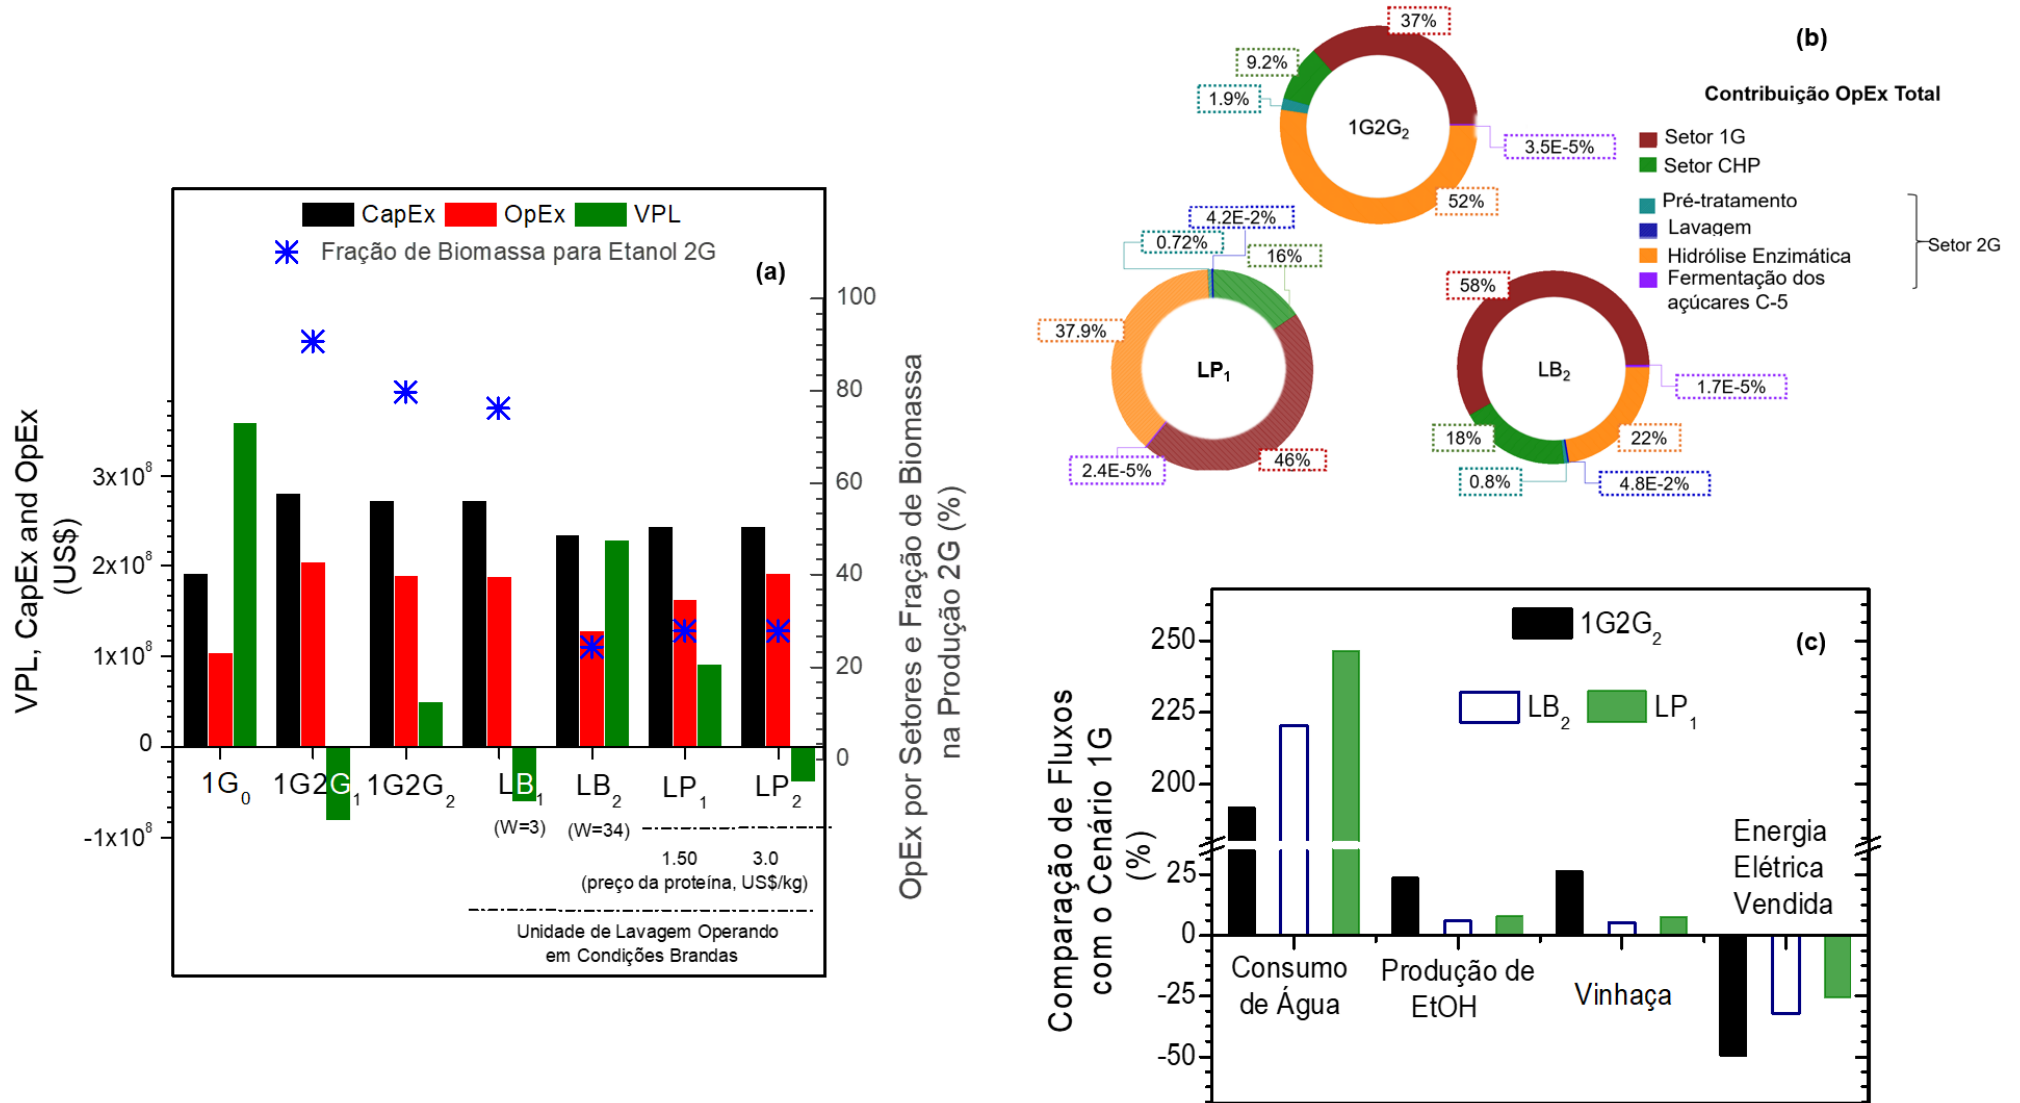 CapEx OpEx VPL
Fração de Biomassa para Etanol 2G
(a)
VPL, CapEx and OpEx
(US$)
3x10⁸
2x10⁸
1x10⁸
0
-1x10⁸
100
80
60
40
20
0
OpEx por Setores e Fração de Biomassa
na Produção 2G (%)
1G₀ 1G2G₁ 1G2G₂ LB₁ LB₂ LP₁ LP₂
(W=3) (W=34)
1.50 3.0
(preço da proteína, US$/kg)
Unidade de Lavagem Operando
em Condições Brandas
(b)
Contribuição OpEx Total
Setor 1G
Setor CHP
Pré-tratamento
Lavagem
Hidrólise Enzimática
Fermentação dos
açúcares C-5
Setor 2G
37%
9.2%
1.9%
1G2G₂
3.5E-5%
52%
4.2E-2%
0.72%
16%
37.9%
LP₁
2.4E-5%
46%
58%
LB₂
1.7E-5%
18%
22%
0.8%
4.8E-2%
(c)
1G2G₂
LB₂ LP₁
Comparação de Fluxos
com o Cenário 1G
(%)
250
225
200
25
0
-25
-50
Consumo
de Água
Produção de
EtOH
Vinhaça
Energia
Elétrica
Vendida